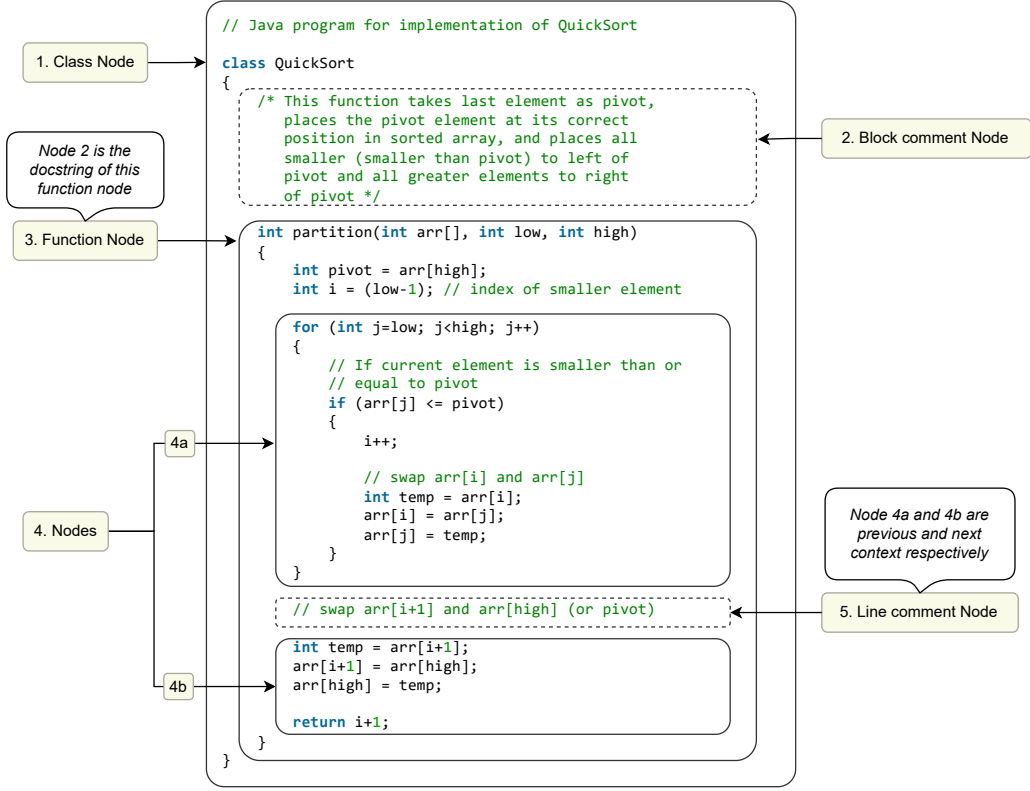 // Java program for implementation of QuickSort
1. Class Node
class QuickSort
{
/* This function takes last element as pivot,
places the pivot element at its correct
position in sorted array, and places all
smaller (smaller than pivot) to left of
pivot and all greater elements to right
of pivot */
2. Block comment Node
Node 2 is the
docstring of this
function node
3. Function Node
int partition(int arr[], int low, int high)
{
int pivot = arr[high];
int i = (low-1); // index of smaller element
for (int j=low; j<high; j++)
{
// If current element is smaller than or
// equal to pivot
if (arr[j] <= pivot)
{
i++;
// swap arr[i] and arr[j]
int temp = arr[i];
arr[i] = arr[j];
arr[j] = temp;
}
}
4a
4. Nodes
Node 4a and 4b are
previous and next
context respectively
// swap arr[i+1] and arr[high] (or pivot)
5. Line comment Node
int temp = arr[i+1];
arr[i+1] = arr[high];
arr[high] = temp;
4b
return i+1;
}
}